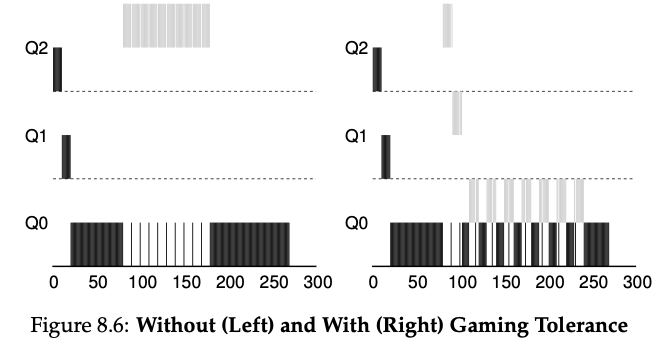 Q2 Q2
Q1 Q1
Q0 Q0
0 50 100 150 200 250 300 0 50 100 150 200 250 300
Figure 8.6: Without (Left) and With (Right) Gaming Tolerance